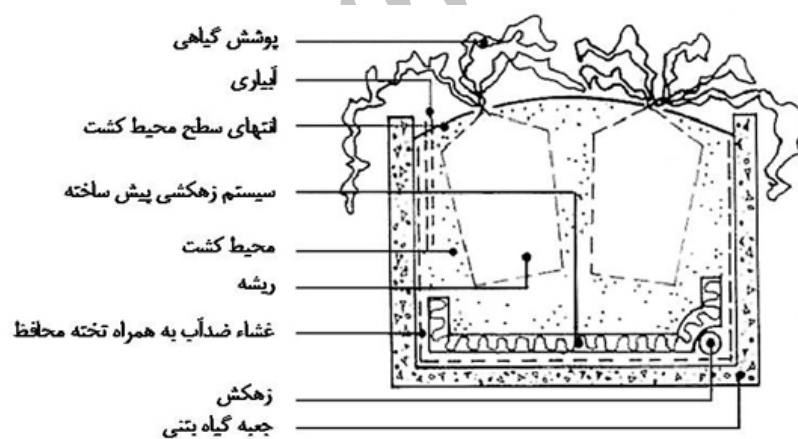 پوشش گیاهی
آبیاری
انتهای سطح محیط کشت
سیستم زهکشی پیش ساخته
محیط کشت
ریشه
غشاء ضدآب به همراه تخته محافظ
زهکش
جعبه گیاه بتنی